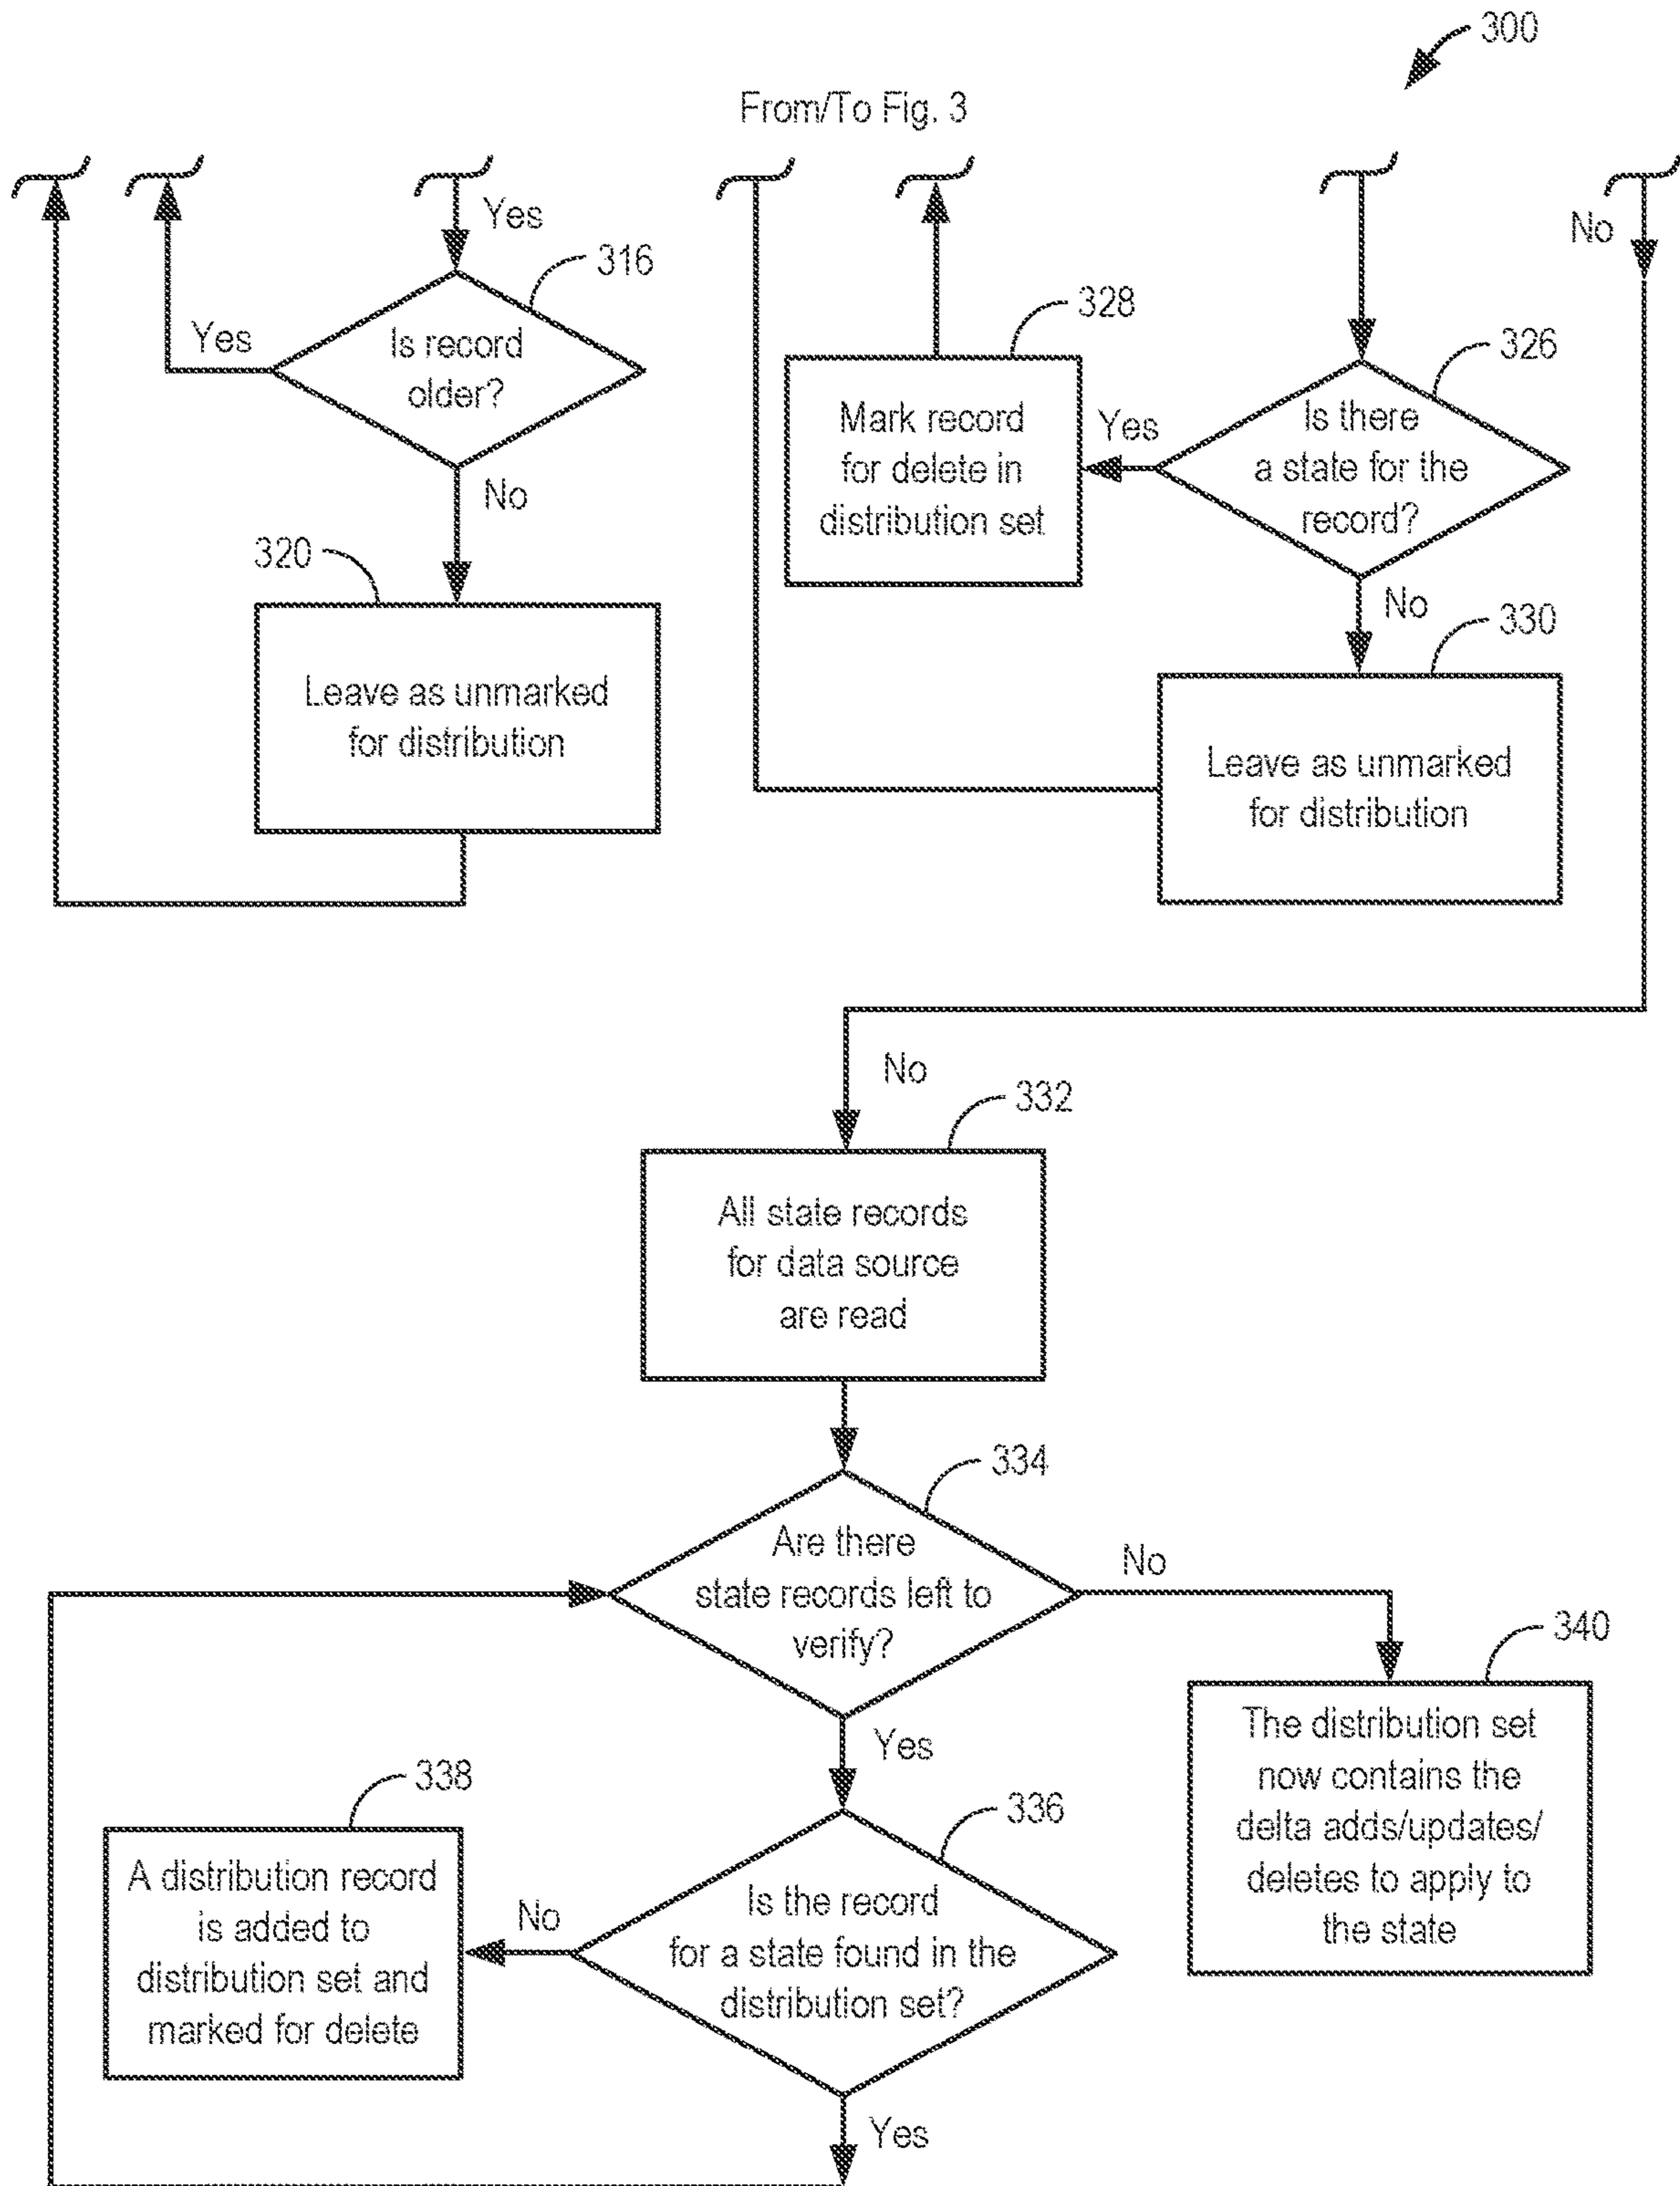 300
From/To Fig. 3
Yes
No
316
Yes
Is record
older?
328
Mark record
for delete in
distribution set
Yes
326
Is there
a state for the
record?
No
320
Leave as unmarked
for distribution
No
330
Leave as unmarked
for distribution
No
332
All state records
for data source
are read
334
Are there
state records left to
verify?
No
340
The distribution set
now contains the
delta adds/updates/
deletes to apply to
the state
Yes
338
A distribution record
is added to
distribution set and
marked for delete
No
336
Is the record
for a state found in the
distribution set?
Yes